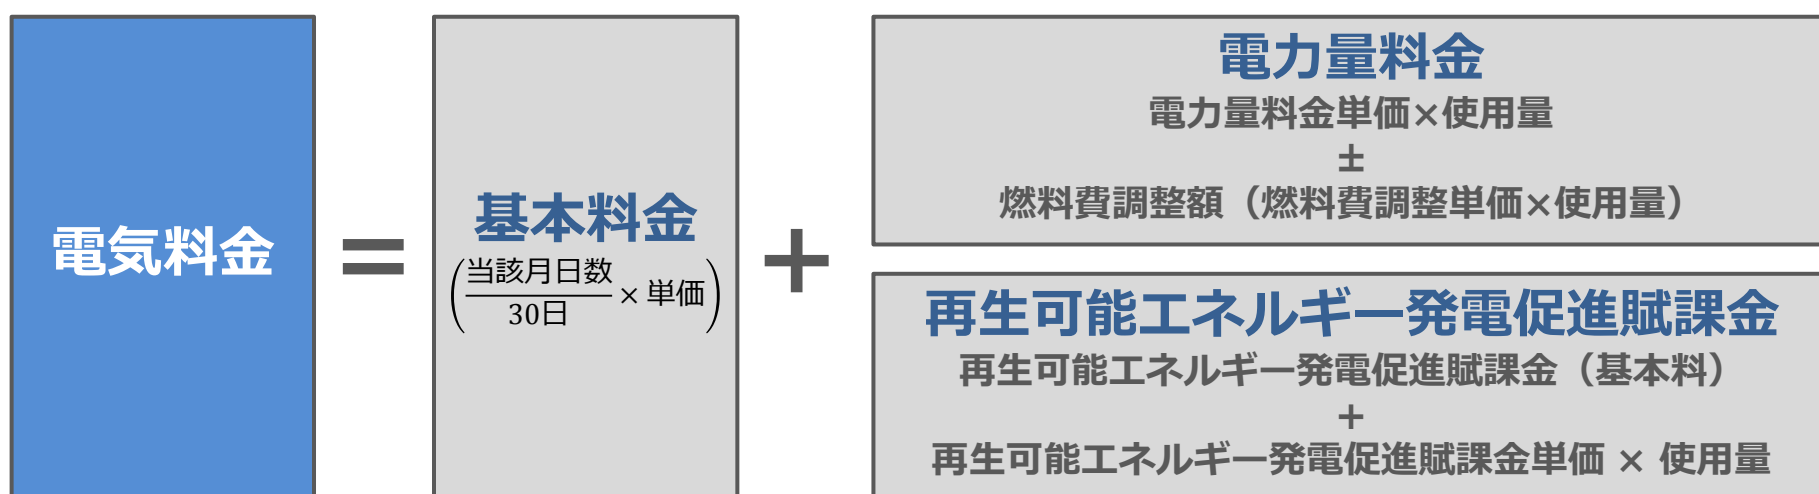 電気料金
=
基本料金
(当該月日数/30日 × 単価)
+
電力量料金
電力量料金単価×使用量
±
燃料費調整額（燃料費調整単価×使用量）
再生可能エネルギー発電促進賦課金
再生可能エネルギー発電促進賦課金（基本料）
+
再生可能エネルギー発電促進賦課金単価 × 使用量